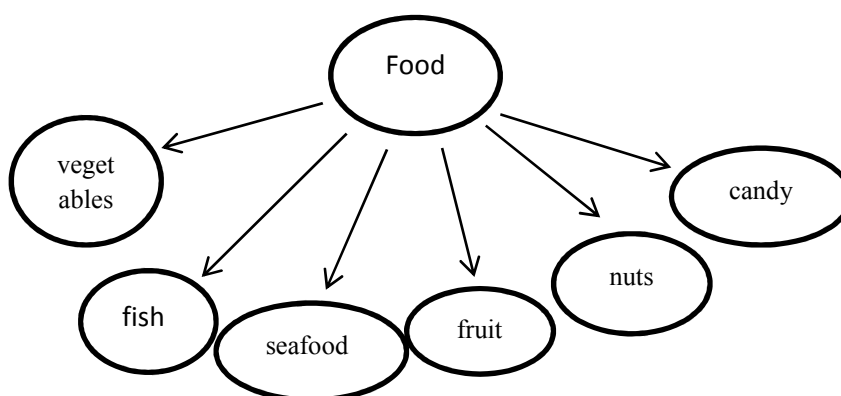 Food
veget
ables
fish
seafood
fruit
nuts
candy